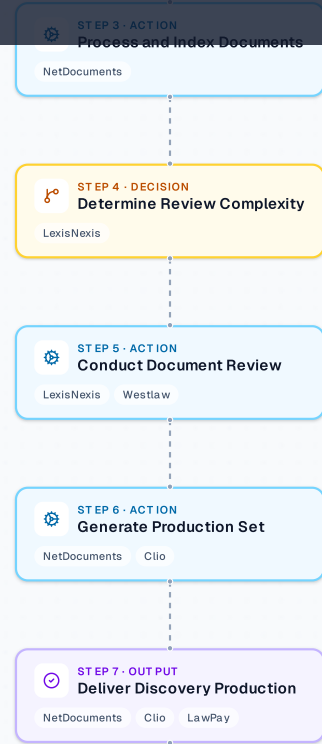 STEP 3 · ACTION
Process and Index Documents
NetDocuments
STEP 4 · DECISION
Determine Review Complexity
LexisNexis
STEP 5 · ACTION
Conduct Document Review
LexisNexis Westlaw
STEP 6 · ACTION
Generate Production Set
NetDocuments Clio
STEP 7 · OUTPUT
Deliver Discovery Production
NetDocuments Clio LawPay